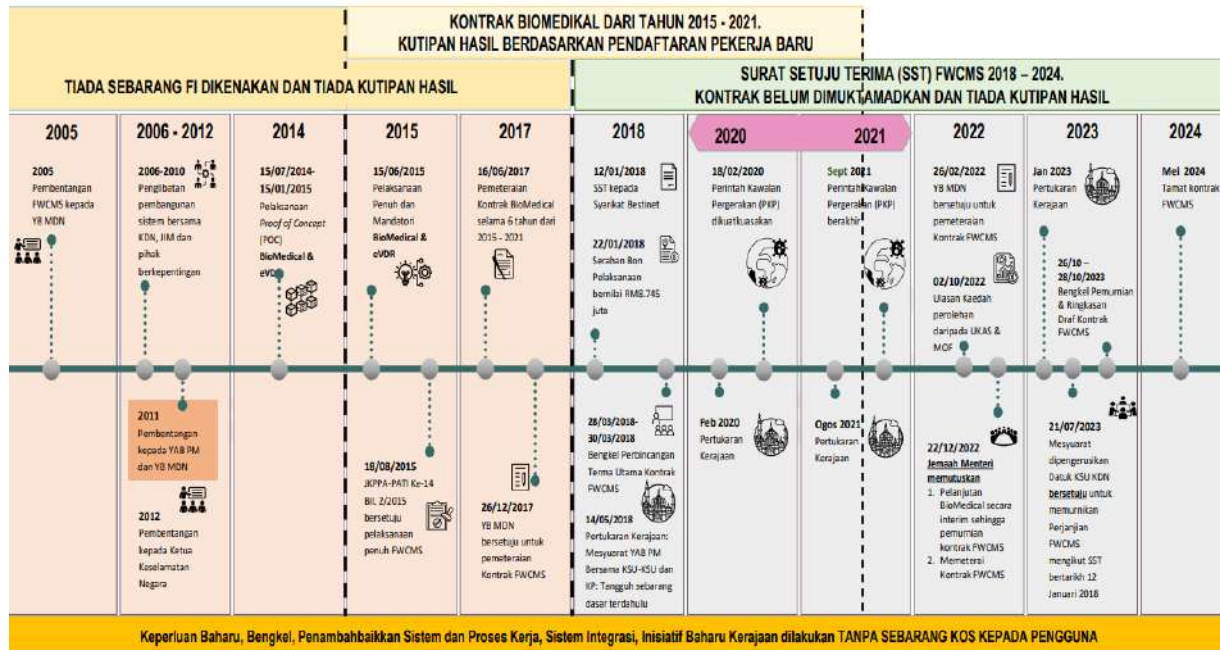 KONTRAK BIOMEDIKAL DARI TAHUN 2015 - 2021.
KUTIPAN HASIL BERDASARKAN PENDAFTARAN PEKERJA BARU
TIADA SEBARANG FI DIKENAKAN DAN TIADA KUTIPAN HASIL
SURAT SETUJU TERIMA (SST) FWCMS 2018 – 2024.
KONTRAK BELUM DIMUKTAMADKAN DAN TIADA KUTIPAN HASIL
2005
2005
Pembentangan
FWCMS kepada
YB MDN
2006 - 2012
2006-2010
Penglibatan
pembangunan
sistem bersama
KDN, JIM dan
pihak
berkepentingan
2011
Pembentangan
kepada YAB PM
dan YB MDN
2012
Pembentangan
kepada Ketua
Keselamatan
Negara
2014
15/07/2014-
15/01/2015
Pelaksanaan
Proof of Concept
(POC)
BioMedical &
eVDR
2015
15/06/2015
Pelaksanaan
Penuh dan
Mandatori
BioMedical &
eVDR
18/08/2015
JKPPA-PATI Ke-14
BIL 2/2015
bersetuju
pelaksanaan
penuh FWCMS
2017
16/06/2017
Pemeteraian
Kontrak BioMedical
selama 6 tahun dari
2015 - 2021
26/12/2017
YB MDN
bersetuju untuk
pemeteraian
Kontrak FWCMS
2018
12/01/2018
SST kepada
Syarikat Bestinet
22/01/2018
Serahan Bon
Pelaksanaan
bernilai RM8.745
juta
28/03/2018-
30/03/2018
Bengkel Perbincangan
Terma Utama Kontrak
FWCMS
14/05/2018
Pertukaran Kerajaan:
Mesyuarat YAB PM
Bersama KSU-KSU dan
KP: Tangguh sebarang
dasar terdahulu
2020
18/02/2020
Perintah Kawalan
Pergerakan (PKP)
dikuatkuasakan
Feb 2020
Pertukaran
Kerajaan
2021
Sept 2021
Perintah Kawalan
Pergerakan (PKP)
berakhir
Ogos 2021
Pertukaran
Kerajaan
2022
26/02/2022
YB MDN
bersetuju untuk
pemeteraian
Kontrak FWCMS
02/10/2022
Ulasan Kaedah
perolehan
daripada UKAS &
MOF
22/12/2022
Jemaah Menteri
memutuskan
1. Pelanjutan
BioMedical secara
interim sehingga
pemurnian
kontrak FWCMS
2. Memeterai
Kontrak FWCMS
2023
Jan 2023
Pertukaran
Kerajaan
26/10 –
28/10/2023
Bengkel Pemurnian
& Ringkasan
Draf Kontrak
FWCMS
21/07/2023
Mesyuarat
dipengerusikan
Datuk KSU KDN
bersetuju untuk
memurnikan
Perjanjian
FWCMS
mengikut SST
bertarikh 12
Januari 2018
2024
Mei 2024
Tamat kontrak
FWCMS
Keperluan Baharu, Bengkel, Penambahbaikkan Sistem dan Proses Kerja, Sistem Integrasi, Inisiatif Baharu Kerajaan dilakukan TANPA SEBARANG KOS KEPADA PENGGUNA